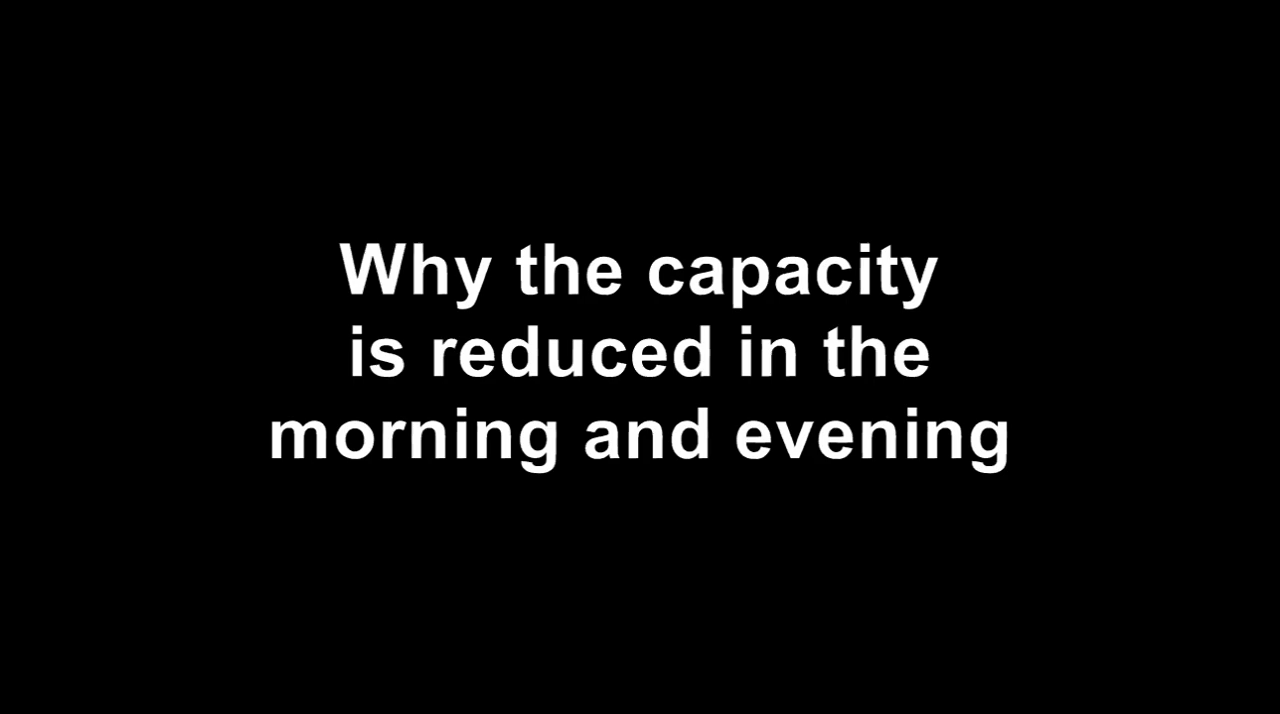 Why the capacity
is reduced in the
morning and evening